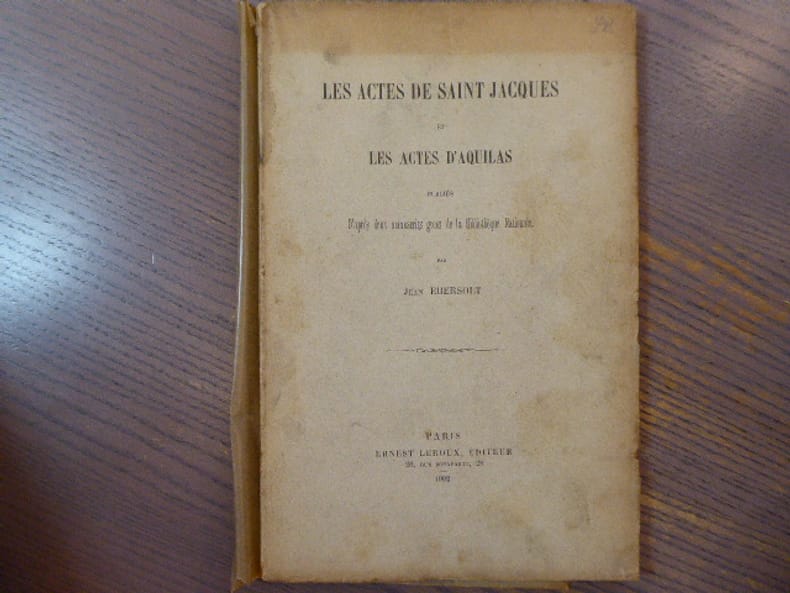 LES ACTES DE SAINT JACQUES
ET
LES ACTES D'AQUILAS
PUBLIÉS
D'après deux manuscrits grecs de la Bibliothèque Nationale.
PAR
JEAN EBERSOLT
PARIS
ERNEST LEROUX, ÉDITEUR
28, RUE BONAPARTE, 28
1902